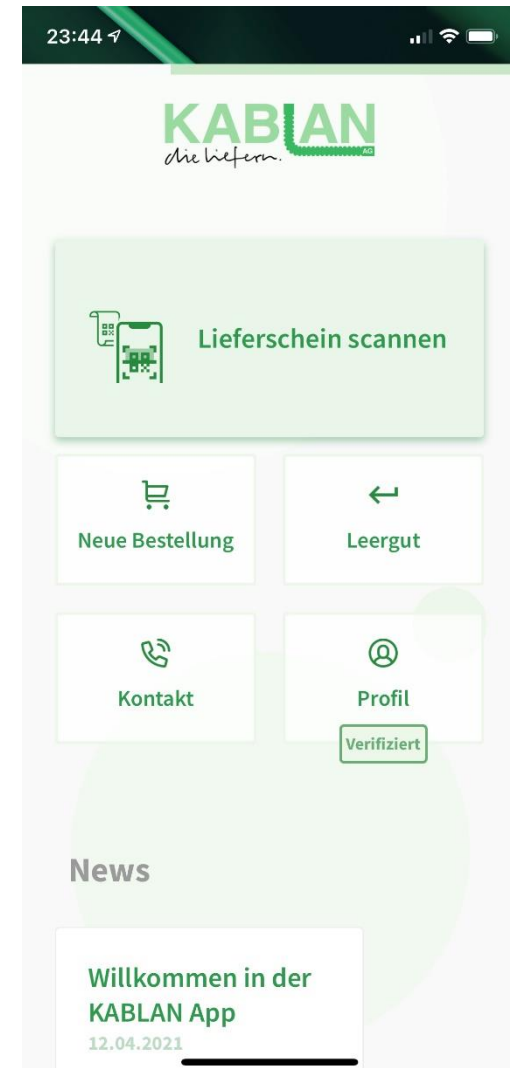 23:44
KABLAN
AG
die liefern.
Lieferschein scannen
Neue Bestellung
Leergut
Kontakt
Profil
Verifiziert
News
Willkommen in der
KABLAN App
12.04.2021